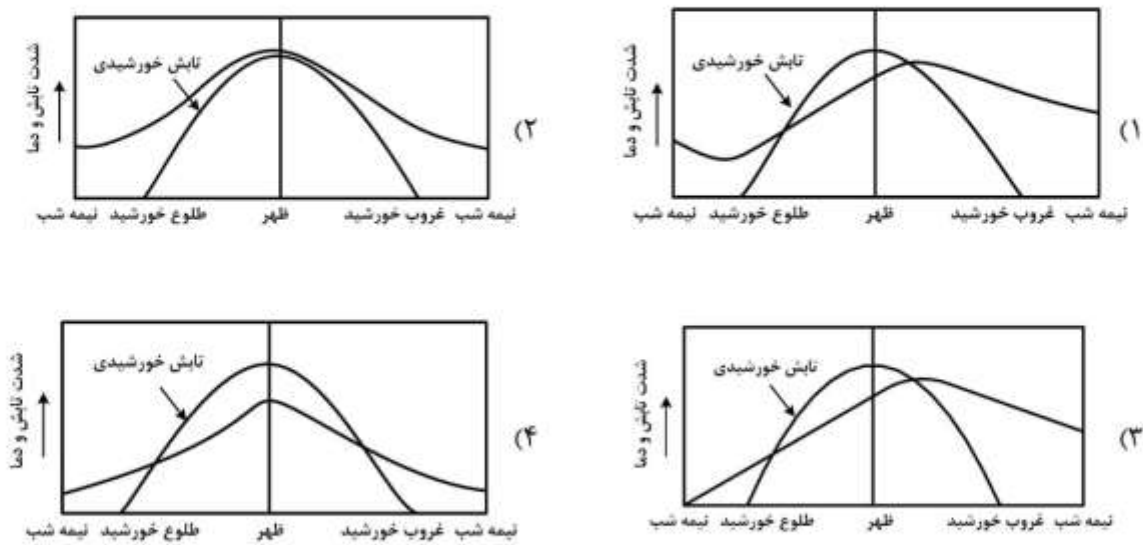 شدت تابش و دما
تابش خورشیدی
۱)
نیمه شب طلوع خورشید ظهر غروب خورشید نیمه شب
شدت تابش و دما
تابش خورشیدی
۲)
نیمه شب طلوع خورشید ظهر غروب خورشید نیمه شب
شدت تابش و دما
تابش خورشیدی
۳)
نیمه شب طلوع خورشید ظهر غروب خورشید نیمه شب
شدت تابش و دما
تابش خورشیدی
۴)
نیمه شب طلوع خورشید ظهر غروب خورشید نیمه شب